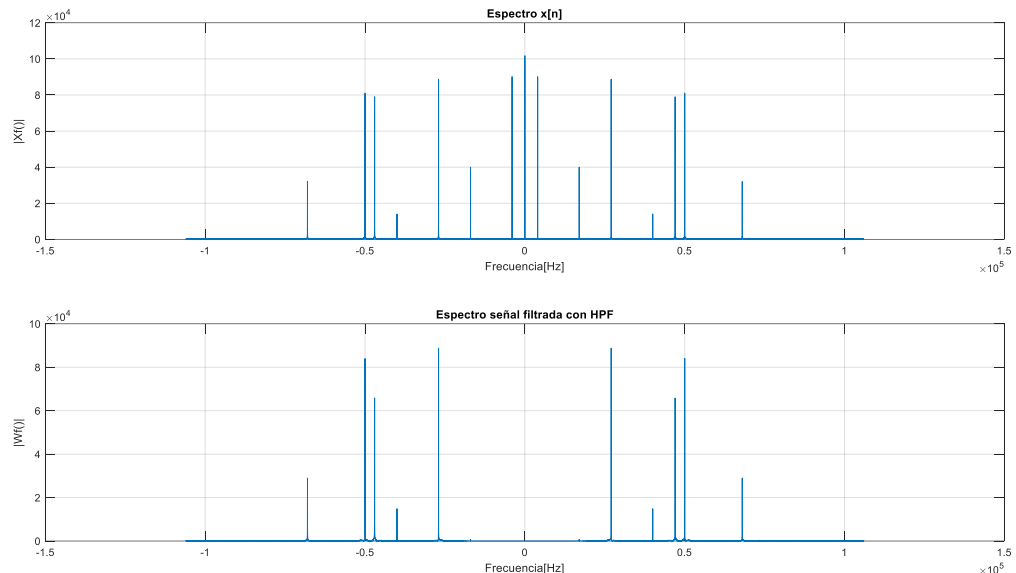 Espectro x[n]
×10⁴
12
10
8
6
4
2
0
|Xf()|
-1.5 -1 -0.5 0 0.5 1 1.5
×10⁵
Frecuencia[Hz]
Espectro señal filtrada con HPF
×10⁴
10
8
6
4
2
0
|Wf()|
-1.5 -1 -0.5 0 0.5 1 1.5
×10⁵
Frecuencia[Hz]